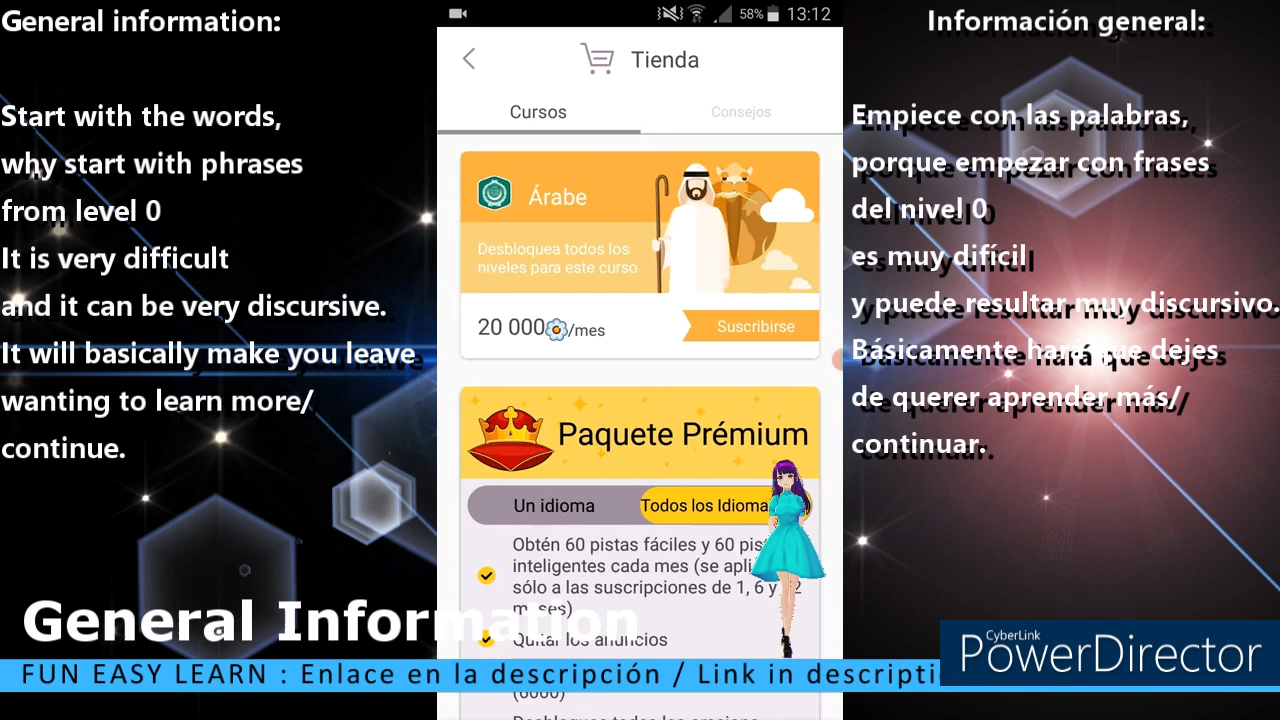 General information:
Start with the words,
why start with phrases
from level 0
It is very difficult
and it can be very discursive.
It will basically make you leave
wanting to learn more/
continue.
58% 13:12
Tienda
Cursos Consejos
Árabe
Desbloquea todos los
niveles para este curso
20 000 /mes
Suscribirse
Paquete Prémium
Un idioma Todos los Idioma
Obtén 60 pistas fáciles y 60 pis
inteligentes cada mes (se apli
sólo a las suscripciones de 1, 6 y 2
meses)
Quitar los anuncios
(6000)
Información general:
Empiece con las palabras,
porque empezar con frases
del nivel 0
es muy difícil
y puede resultar muy discursivo.
Básicamente hará que dejes
de querer aprender más/
continuar.
General Information
FUN EASY LEARN : Enlace en la descripción / Link in descripti
CyberLink
PowerDirector